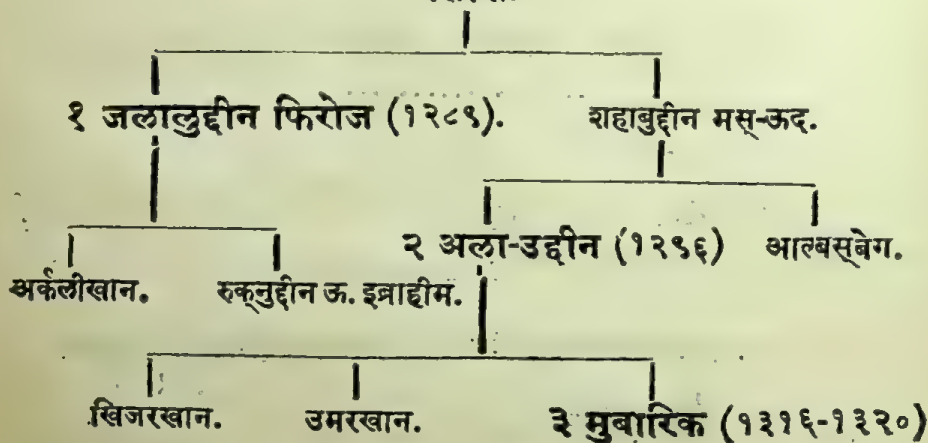 १ जलालुद्दीन फिरोज (१२८९). शहाबुद्दीन मस्-ऊद.
२ अला-उद्दीन (१२९६) आल्बस्बेग.
अर्कलीखान. रुक्नुद्दीन ऊ. इब्राहीम.
खिजरखान. उमरखान. ३ मुबारिक (१३१६-१३२०)